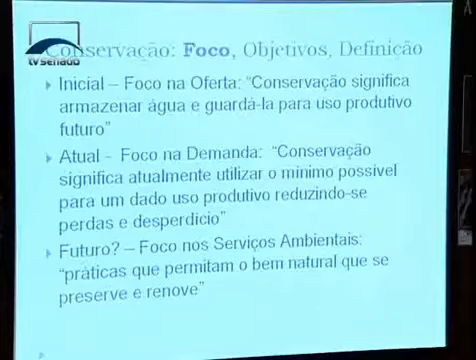 Conservação: Foco, Objetivos, Definição
tv senado
Inicial – Foco na Oferta: "Conservação significa
armazenar água e guardá-la para uso produtivo
futuro"
Atual - Foco na Demanda: "Conservação
significa atualmente utilizar o mínimo possível
para um dado uso produtivo reduzindo-se
perdas e desperdício"
Futuro? – Foco nos Serviços Ambientais:
"práticas que permitam o bem natural que se
preserve e renove"